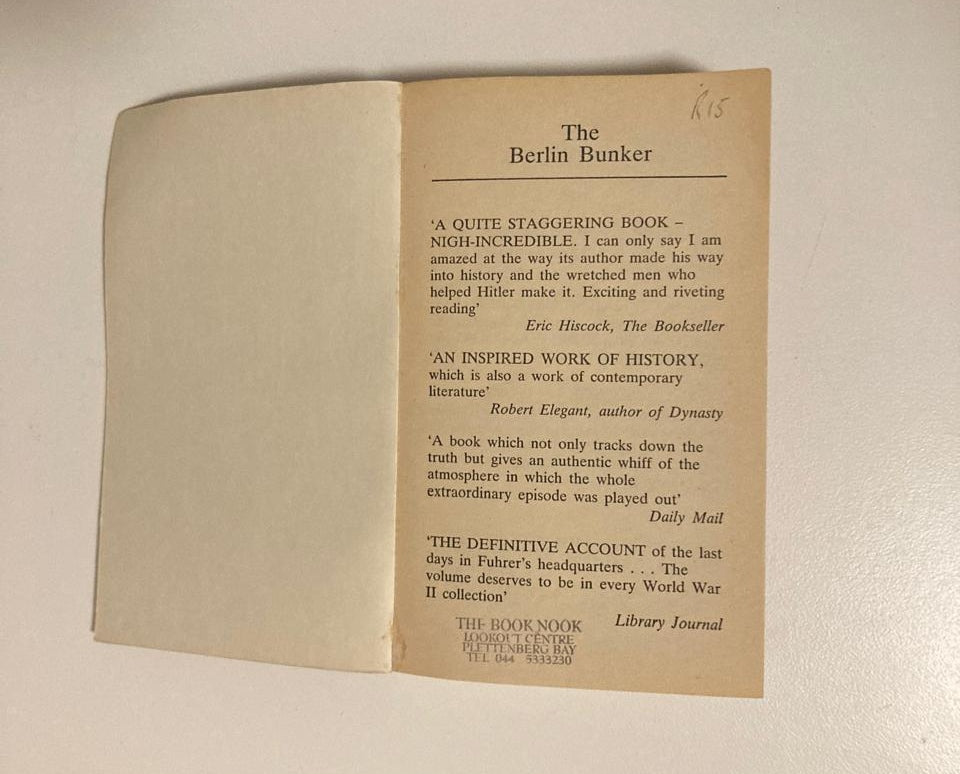 R15
The
Berlin Bunker
‘A QUITE STAGGERING BOOK –
NIGH-INCREDIBLE. I can only say I am
amazed at the way its author made his way
into history and the wretched men who
helped Hitler make it. Exciting and riveting
reading’
Eric Hiscock, The Bookseller
‘AN INSPIRED WORK OF HISTORY,
which is also a work of contemporary
literature’
Robert Elegant, author of Dynasty
‘A book which not only tracks down the
truth but gives an authentic whiff of the
atmosphere in which the whole
extraordinary episode was played out’
Daily Mail
‘THE DEFINITIVE ACCOUNT of the last
days in Fuhrer’s headquarters . . . The
volume deserves to be in every World War
II collection’
Library Journal
THE BOOK NOOK
LOOKOUT CENTRE
PLETTENBERG BAY
TEL 044 5333230